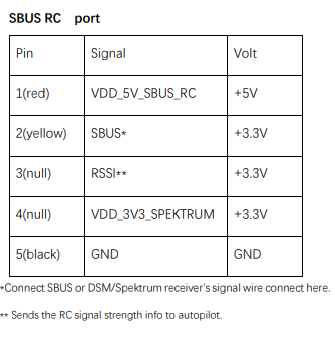 SBUS RC port
Pin Signal Volt
1(red) VDD_5V_SBUS_RC +5V
2(yellow) SBUS* +3.3V
3(null) RSSI** +3.3V
4(null) VDD_3V3_SPEKTRUM +3.3V
5(black) GND GND
*Connect SBUS or DSM/Spektrum receiver's signal wire connect here.
** Sends the RC signal strength info to autopilot.